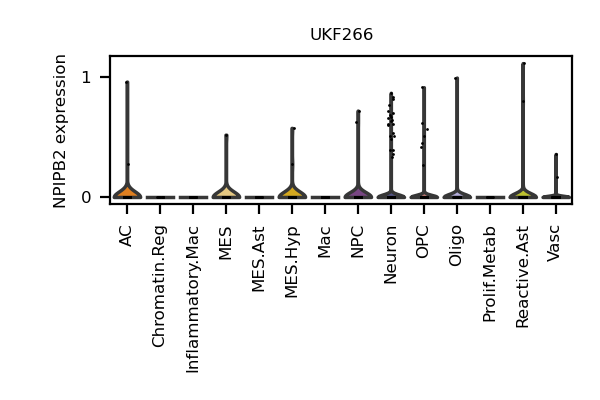 UKF266
NPIPB2 expression
1
0
AC
Chromatin.Reg
Inflammatory.Mac
MES
MES.Ast
MES.Hyp
Mac
NPC
Neuron
OPC
Oligo
Prolif.Metab
Reactive.Ast
Vasc